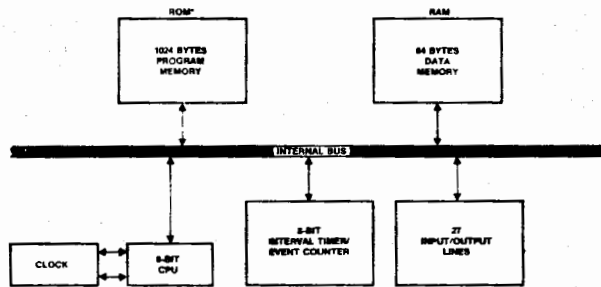 ROM*
RAM
1024 BYTES
PROGRAM
MEMORY
64 BYTES
DATA
MEMORY
INTERNAL BUS
8-BIT
INTERVAL TIMER/
EVENT COUNTER
27
INPUT/OUTPUT
LINES
CLOCK
8-BIT
CPU